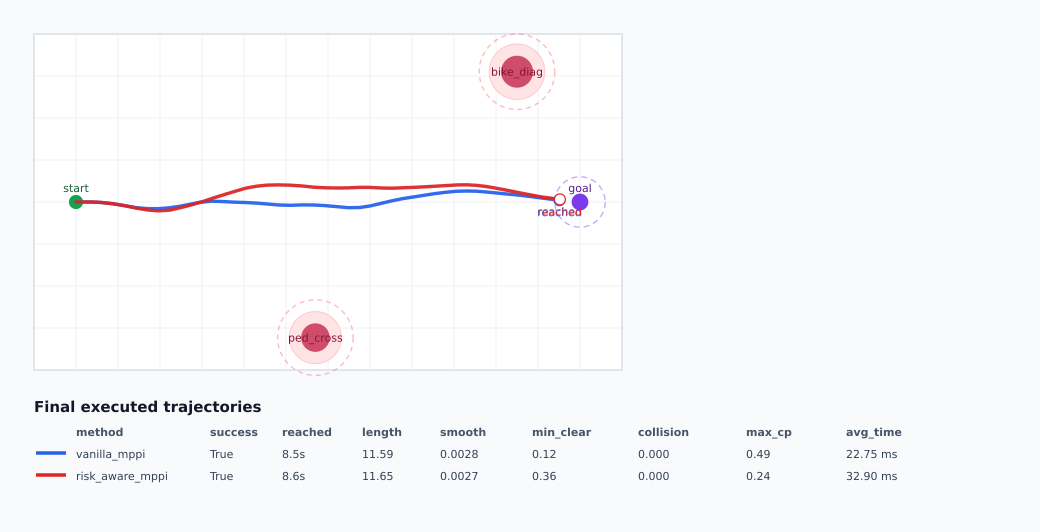 bike_diag
start
goal
reached
ped_cross
Final executed trajectories
method success reached length smooth min_clear collision max_cp avg_time
vanilla_mppi True 8.5s 11.59 0.0028 0.12 0.000 0.49 22.75 ms
risk_aware_mppi True 8.6s 11.65 0.0027 0.36 0.000 0.24 32.90 ms